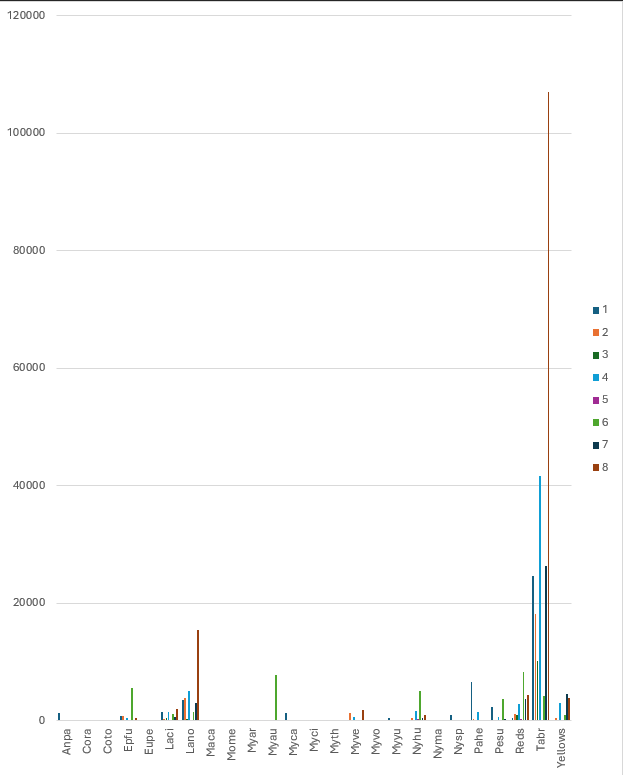 120000
100000
80000
60000
40000
20000
0
Anpa
Cora
Coto
Epfu
Eupe
Laci
Lano
Maca
Mome
Myar
Myau
Myca
Myci
Myth
Myve
Myvo
Myyu
Nyhu
Nyma
Nysp
Pahe
Pesu
Reds
Tabr
Yellows
1
2
3
4
5
6
7
8